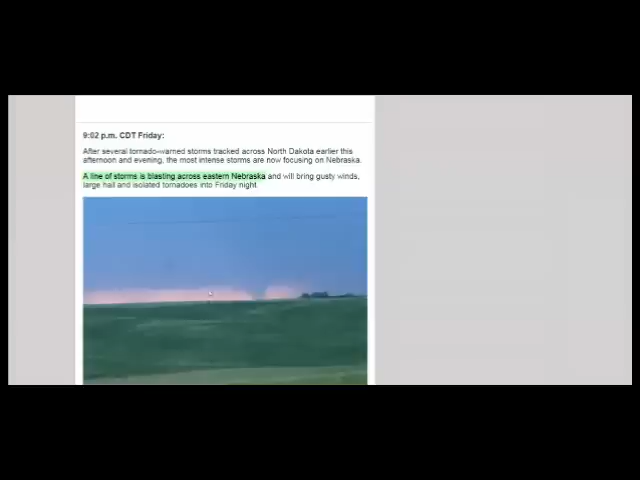 9:02 p.m. CDT Friday:
After several tornado-warned storms tracked across North Dakota earlier this
afternoon and evening, the most intense storms are now focusing on Nebraska.
A line of storms is blasting across eastern Nebraska and will bring gusty winds,
large hail and isolated tornadoes into Friday night.